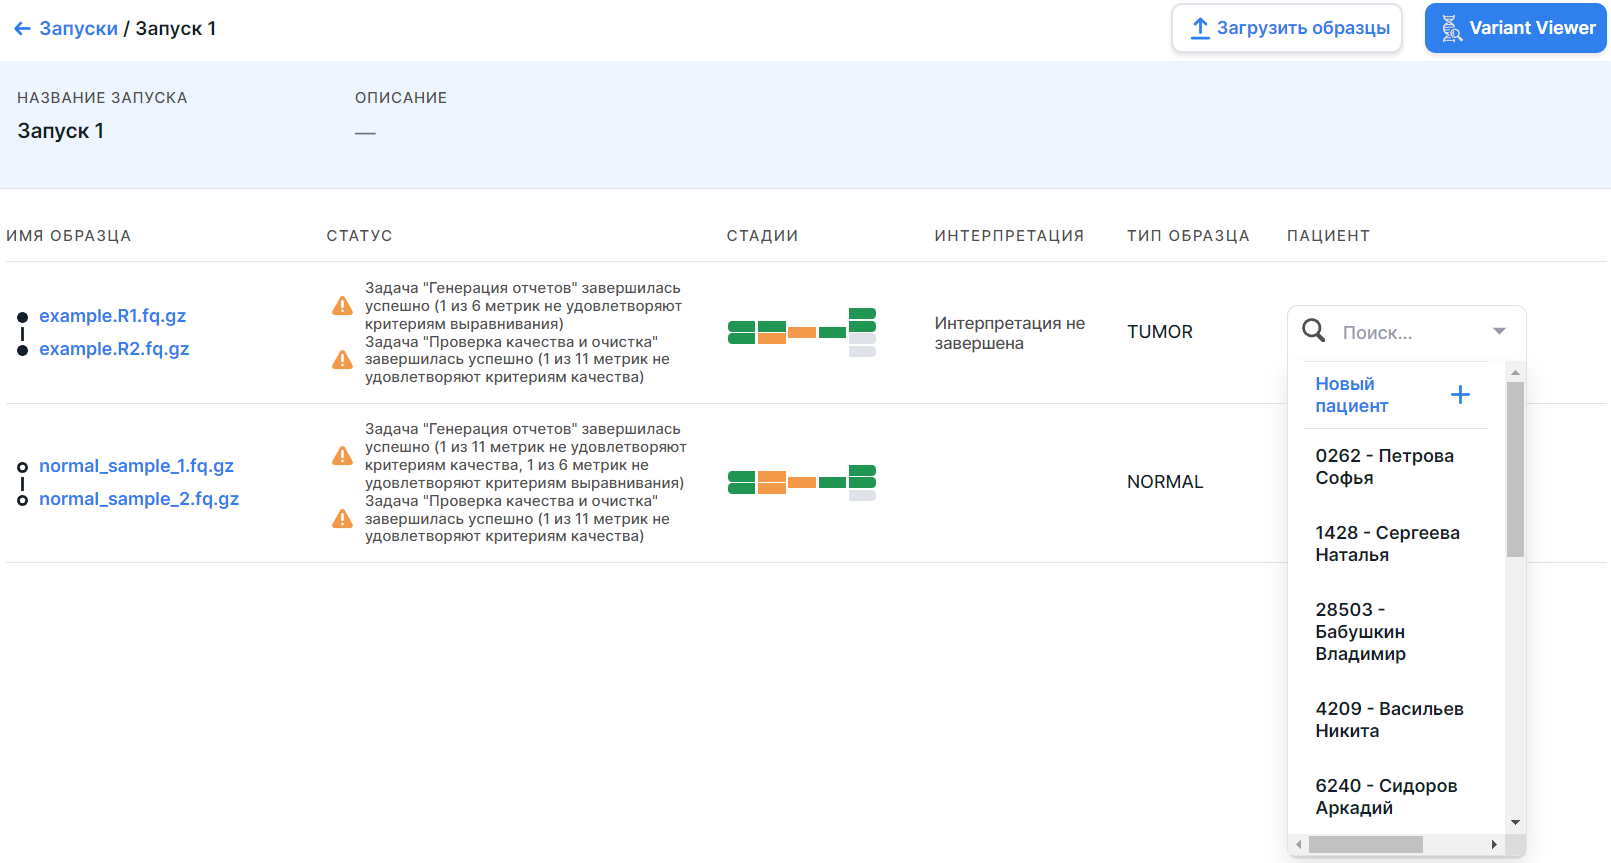 Запуски / Запуск 1
Загрузить образцы
Variant Viewer
НАЗВАНИЕ ЗАПУСКА
ОПИСАНИЕ
Запуск 1
—
ИМЯ ОБРАЗЦА
СТАТУС
СТАДИИ
ИНТЕРПРЕТАЦИЯ
ТИП ОБРАЗЦА
ПАЦИЕНТ
example.R1.fq.gz
example.R2.fq.gz
Задача "Генерация отчетов" завершилась
успешно (1 из 6 метрик не удовлетворяют
критериям выравнивания)
Задача "Проверка качества и очистка"
завершилась успешно (1 из 11 метрик не
удовлетворяют критериям качества)
Интерпретация не
завершена
TUMOR
normal_sample_1.fq.gz
normal_sample_2.fq.gz
Задача "Генерация отчетов" завершилась
успешно (1 из 11 метрик не удовлетворяют
критериям качества, 1 из 6 метрик не
удовлетворяют критериям выравнивания)
Задача "Проверка качества и очистка"
завершилась успешно (1 из 11 метрик не
удовлетворяют критериям качества)
NORMAL
Поиск...
Новый
пациент
0262 - Петрова
Софья
1428 - Сергеева
Наталья
28503 -
Бабушкин
Владимир
4209 - Васильев
Никита
6240 - Сидоров
Аркадий